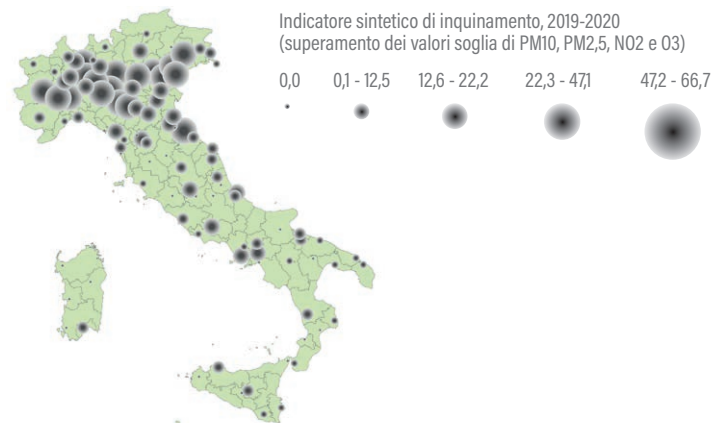 Indicatore sintetico di inquinamento, 2019-2020
(superamento dei valori soglia di PM10, PM2,5, NO2 e O3)
0,0 0,1 - 12,5 12,6 - 22,2 22,3 - 47,1 47,2 - 66,7